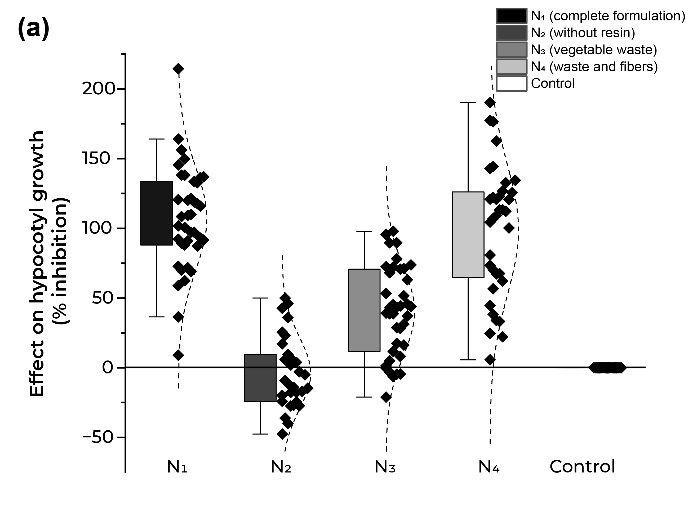 (a)
N₁ (complete formulation)
N₂ (without resin)
N₃ (vegetable waste)
N₄ (waste and fibers)
Control
Effect on hypocotyl growth
(% inhibition)
200
150
100
50
0
−50
N₁ N₂ N₃ N₄ Control